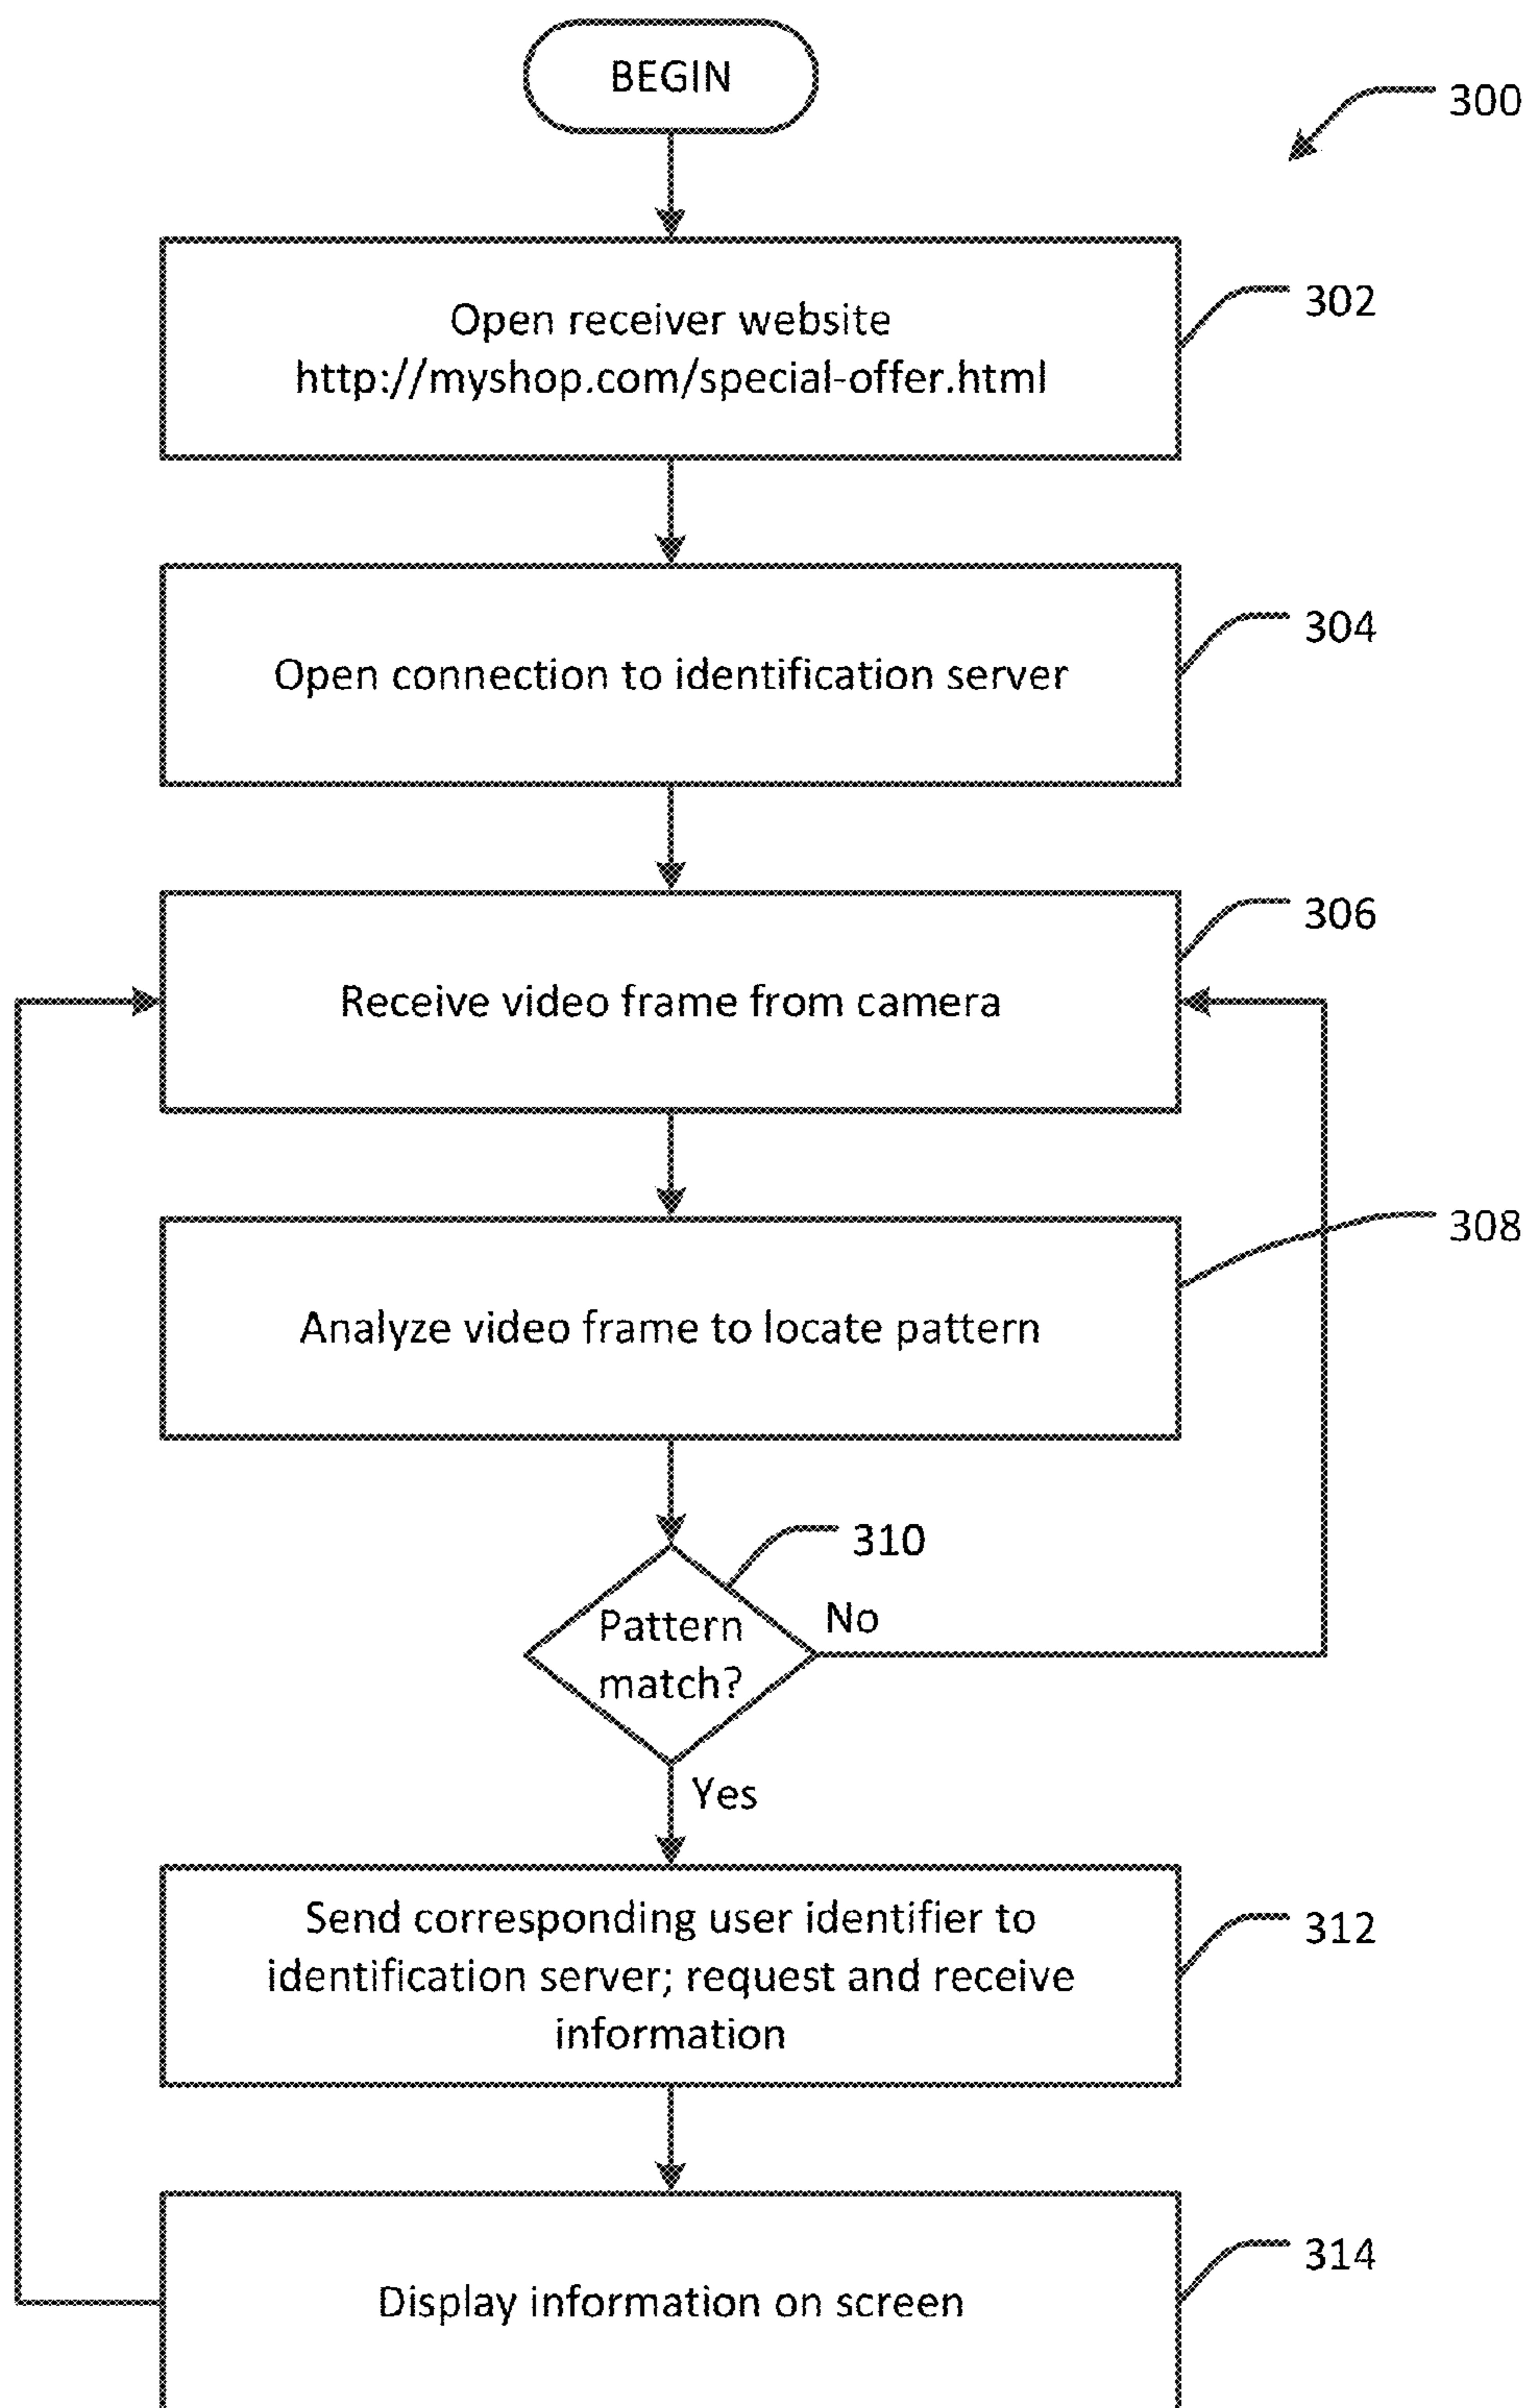 BEGIN
300
Open receiver website
http://myshop.com/special-offer.html
302
Open connection to identification server
304
Receive video frame from camera
306
Analyze video frame to locate pattern
308
310
Pattern
match?
No
Yes
Send corresponding user identifier to
identification server; request and receive
information
312
Display information on screen
314